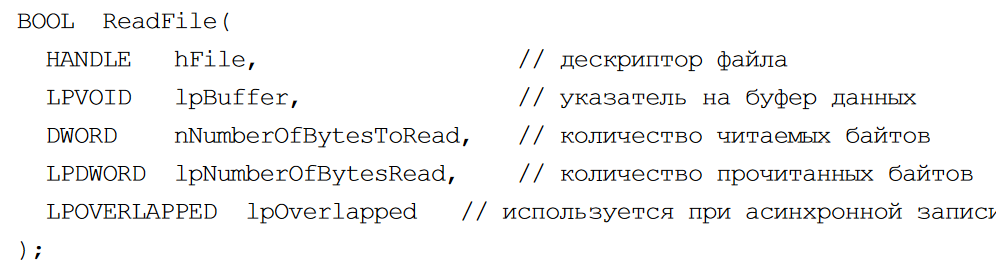 BOOL  ReadFile(
  HANDLE   hFile,                  // дескриптор файла
  LPVOID   lpBuffer,               // указатель на буфер данных
  DWORD    nNumberOfBytesToRead,   // количество читаемых байтов
  LPDWORD  lpNumberOfBytesRead,    // количество прочитанных байтов
  LPOVERLAPPED  lpOverlapped   // используется при асинхронной записи
);